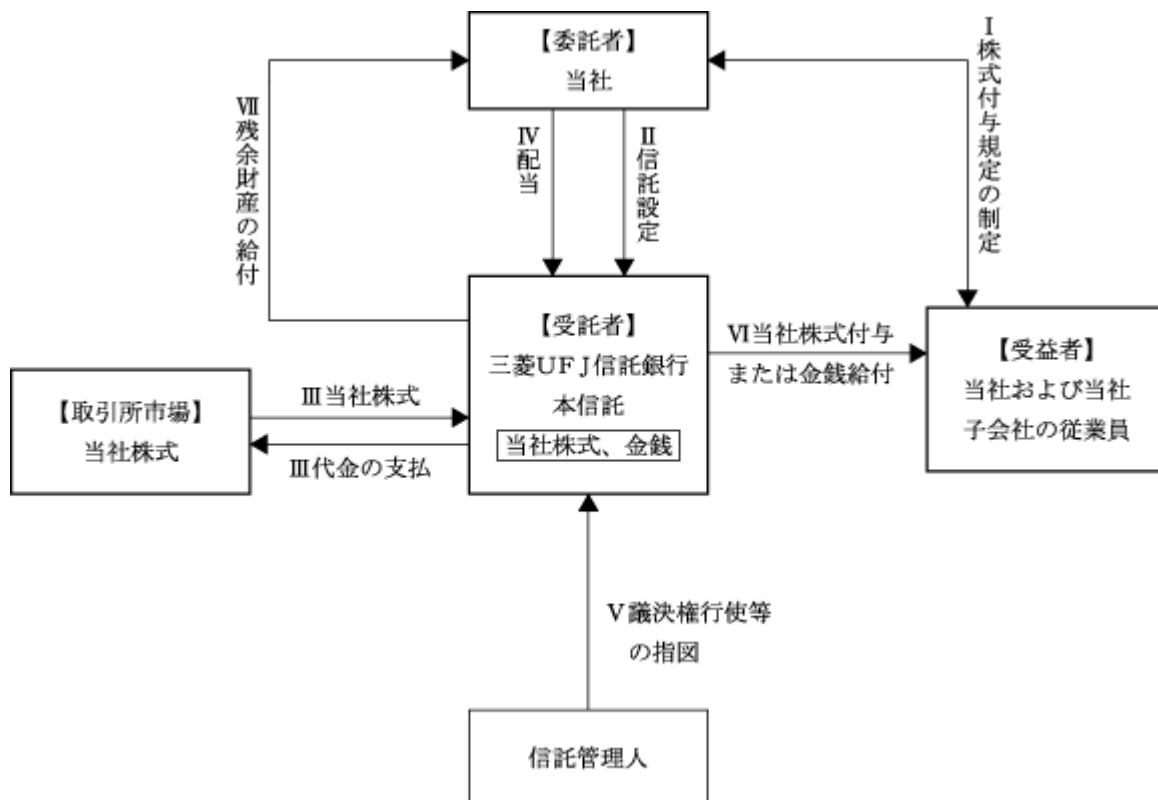 【委託者】
当社
Ⅰ株式付与規定の制定
Ⅶ残余財産の給付
Ⅳ配当
Ⅱ信託設定
【受託者】
三菱UFJ信託銀行
本信託
当社株式、金銭
Ⅵ当社株式付与
または金銭給付
【受益者】
当社および当社
子会社の従業員
【取引所市場】
当社株式
Ⅲ当社株式
Ⅲ代金の支払
Ⅴ議決権行使等
の指図
信託管理人